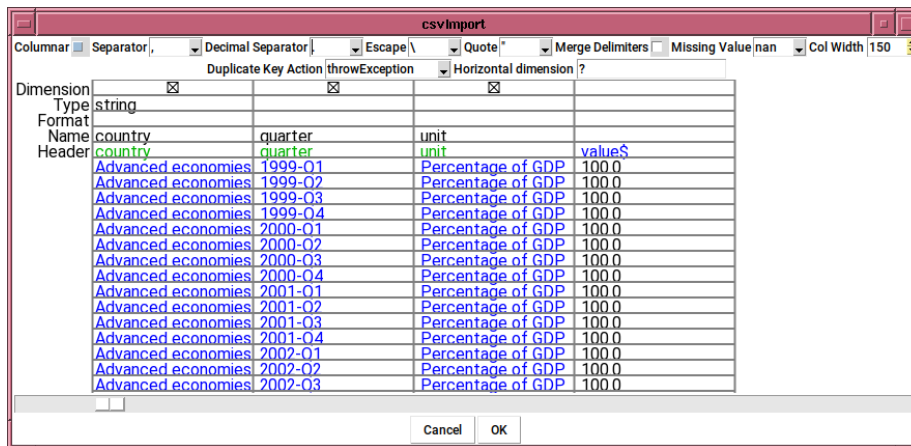 csvImport
Columnar Separator , Decimal Separator . Escape \ Quote " Merge Delimiters Missing Value nan Col Width 150
Duplicate Key Action throwException Horizontal dimension ?
Dimension
Type string
Format
Name country quarter unit
Header country quarter unit value$
Advanced economies 1999-Q1 Percentage of GDP 100.0
Advanced economies 1999-Q2 Percentage of GDP 100.0
Advanced economies 1999-Q3 Percentage of GDP 100.0
Advanced economies 1999-Q4 Percentage of GDP 100.0
Advanced economies 2000-Q1 Percentage of GDP 100.0
Advanced economies 2000-Q2 Percentage of GDP 100.0
Advanced economies 2000-Q3 Percentage of GDP 100.0
Advanced economies 2000-Q4 Percentage of GDP 100.0
Advanced economies 2001-Q1 Percentage of GDP 100.0
Advanced economies 2001-Q2 Percentage of GDP 100.0
Advanced economies 2001-Q3 Percentage of GDP 100.0
Advanced economies 2001-Q4 Percentage of GDP 100.0
Advanced economies 2002-Q1 Percentage of GDP 100.0
Advanced economies 2002-Q2 Percentage of GDP 100.0
Advanced economies 2002-Q3 Percentage of GDP 100.0
Cancel OK